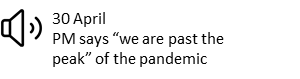 30 April
PM says “we are past the
peak” of the pandemic